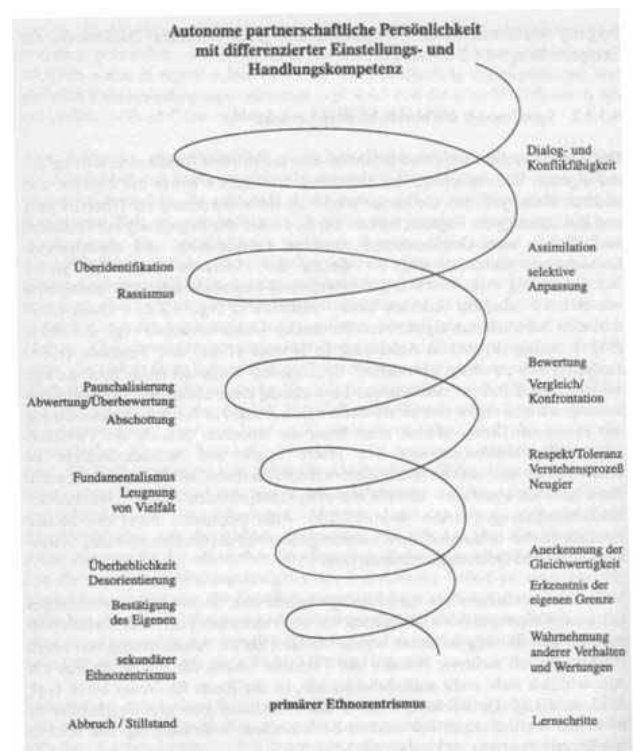 Autonome partnerschaftliche Persönlichkeit
mit differenzierter Einstellungs- und
Handlungskompetenz
Dialog- und
Konflikfähigkeit
Überidentifikation
Rassismus
Assimilation
selektive
Anpassung
Pauschalisierung
Abwertung/Überbewertung
Abschottung
Bewertung
Vergleich/
Konfrontation
Fundamentalismus
Leugnung
von Vielfalt
Respekt/Toleranz
Verstehensprozeß
Neugier
Überheblichkeit
Desorientierung
Bestätigung
des Eigenen
sekundärer
Ethnozentrismus
Anerkennung der
Gleichwertigkeit
Erkenntnis der
eigenen Grenze
Wahrnehmung
anderer Verhalten
und Wertungen
primärer Ethnozentrismus
Abbruch / Stillstand
Lernschritte